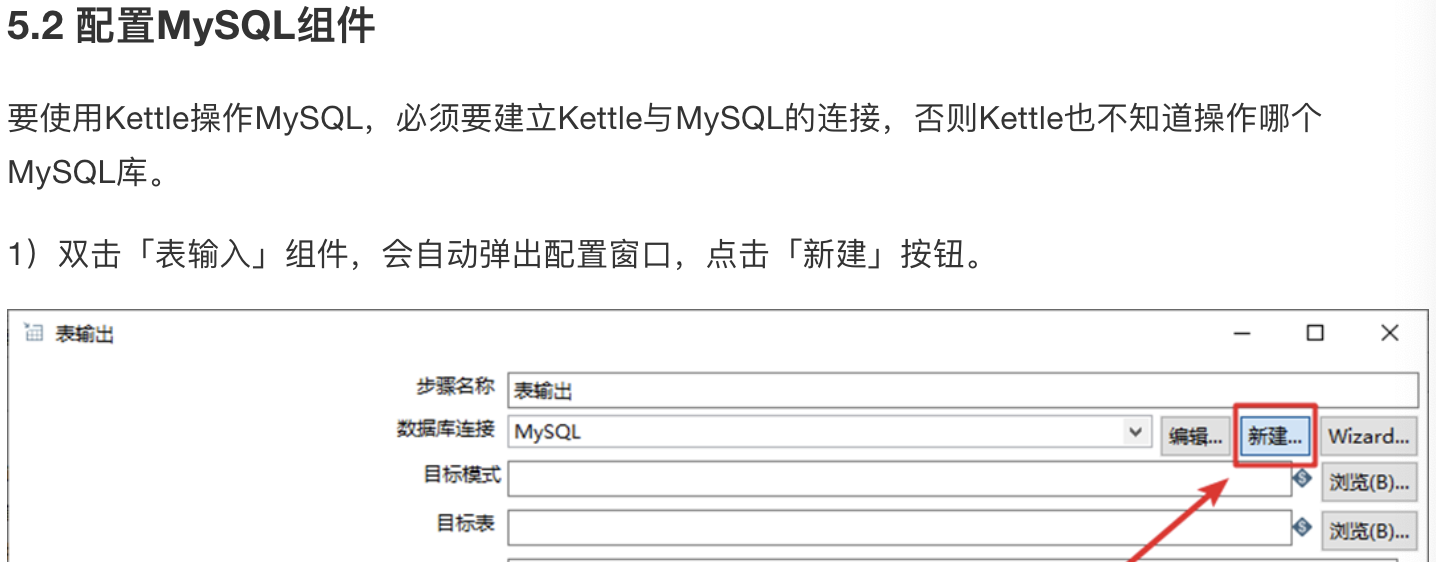 5.2 配置MySQL组件
要使用Kettle操作MySQL，必须要建立Kettle与MySQL的连接，否则Kettle也不知道操作哪个
MySQL库。
1）双击「表输入」组件，会自动弹出配置窗口，点击「新建」按钮。
表输出
步骤名称 表输出
数据库连接 MySQL 编辑... 新建... Wizard...
目标模式 浏览(B)...
目标表 浏览(B)...